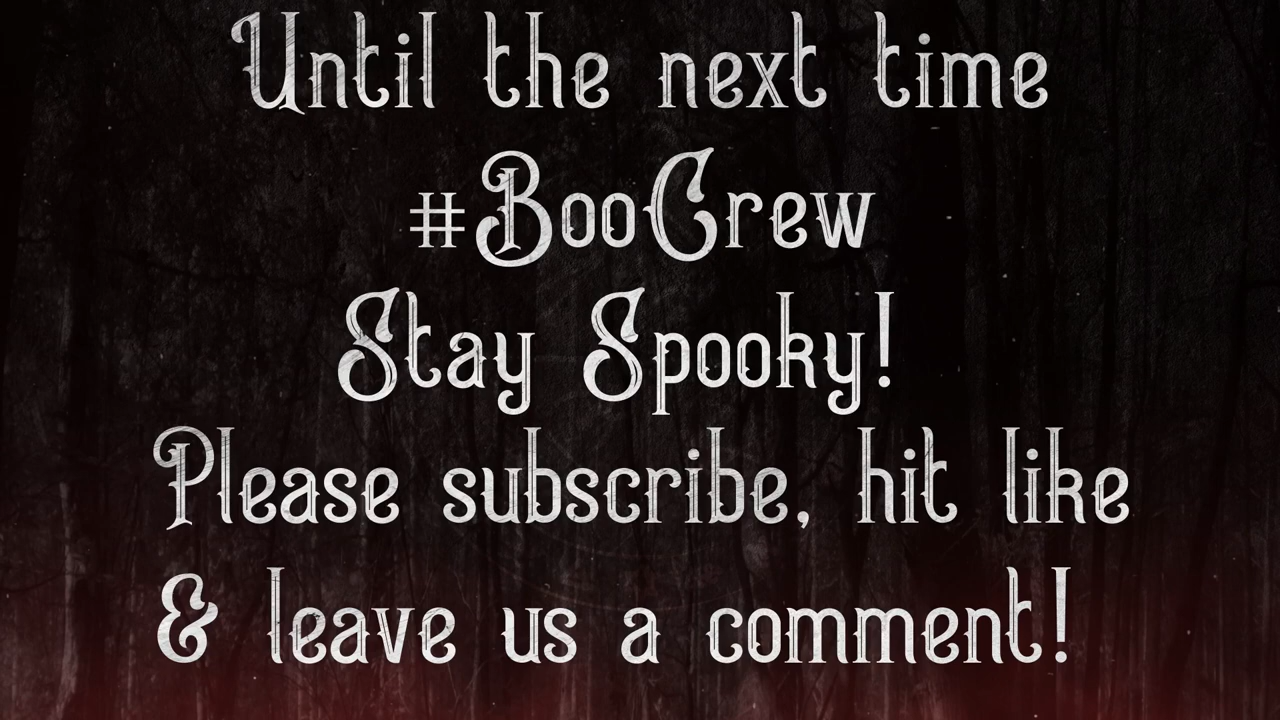 Until the next time
#BooCrew
Stay Spooky!
Please subscribe, hit like
& leave us a comment!